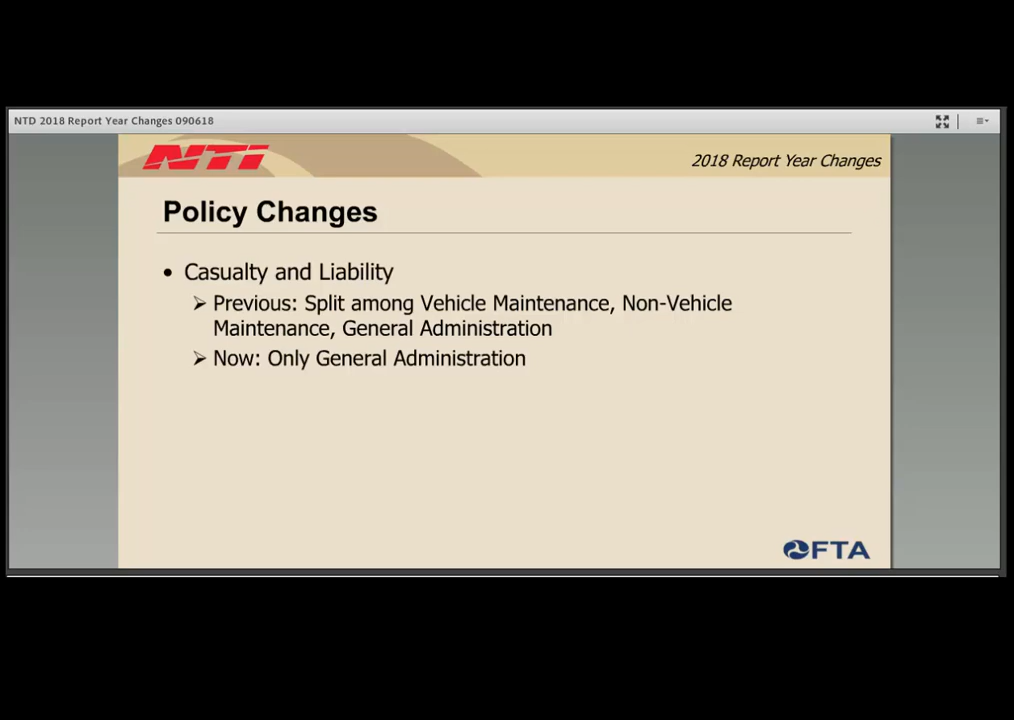 NTD 2018 Report Year Changes 090618
NTI
2018 Report Year Changes
Policy Changes
• Casualty and Liability
➢ Previous: Split among Vehicle Maintenance, Non-Vehicle
Maintenance, General Administration
➢ Now: Only General Administration
FTA